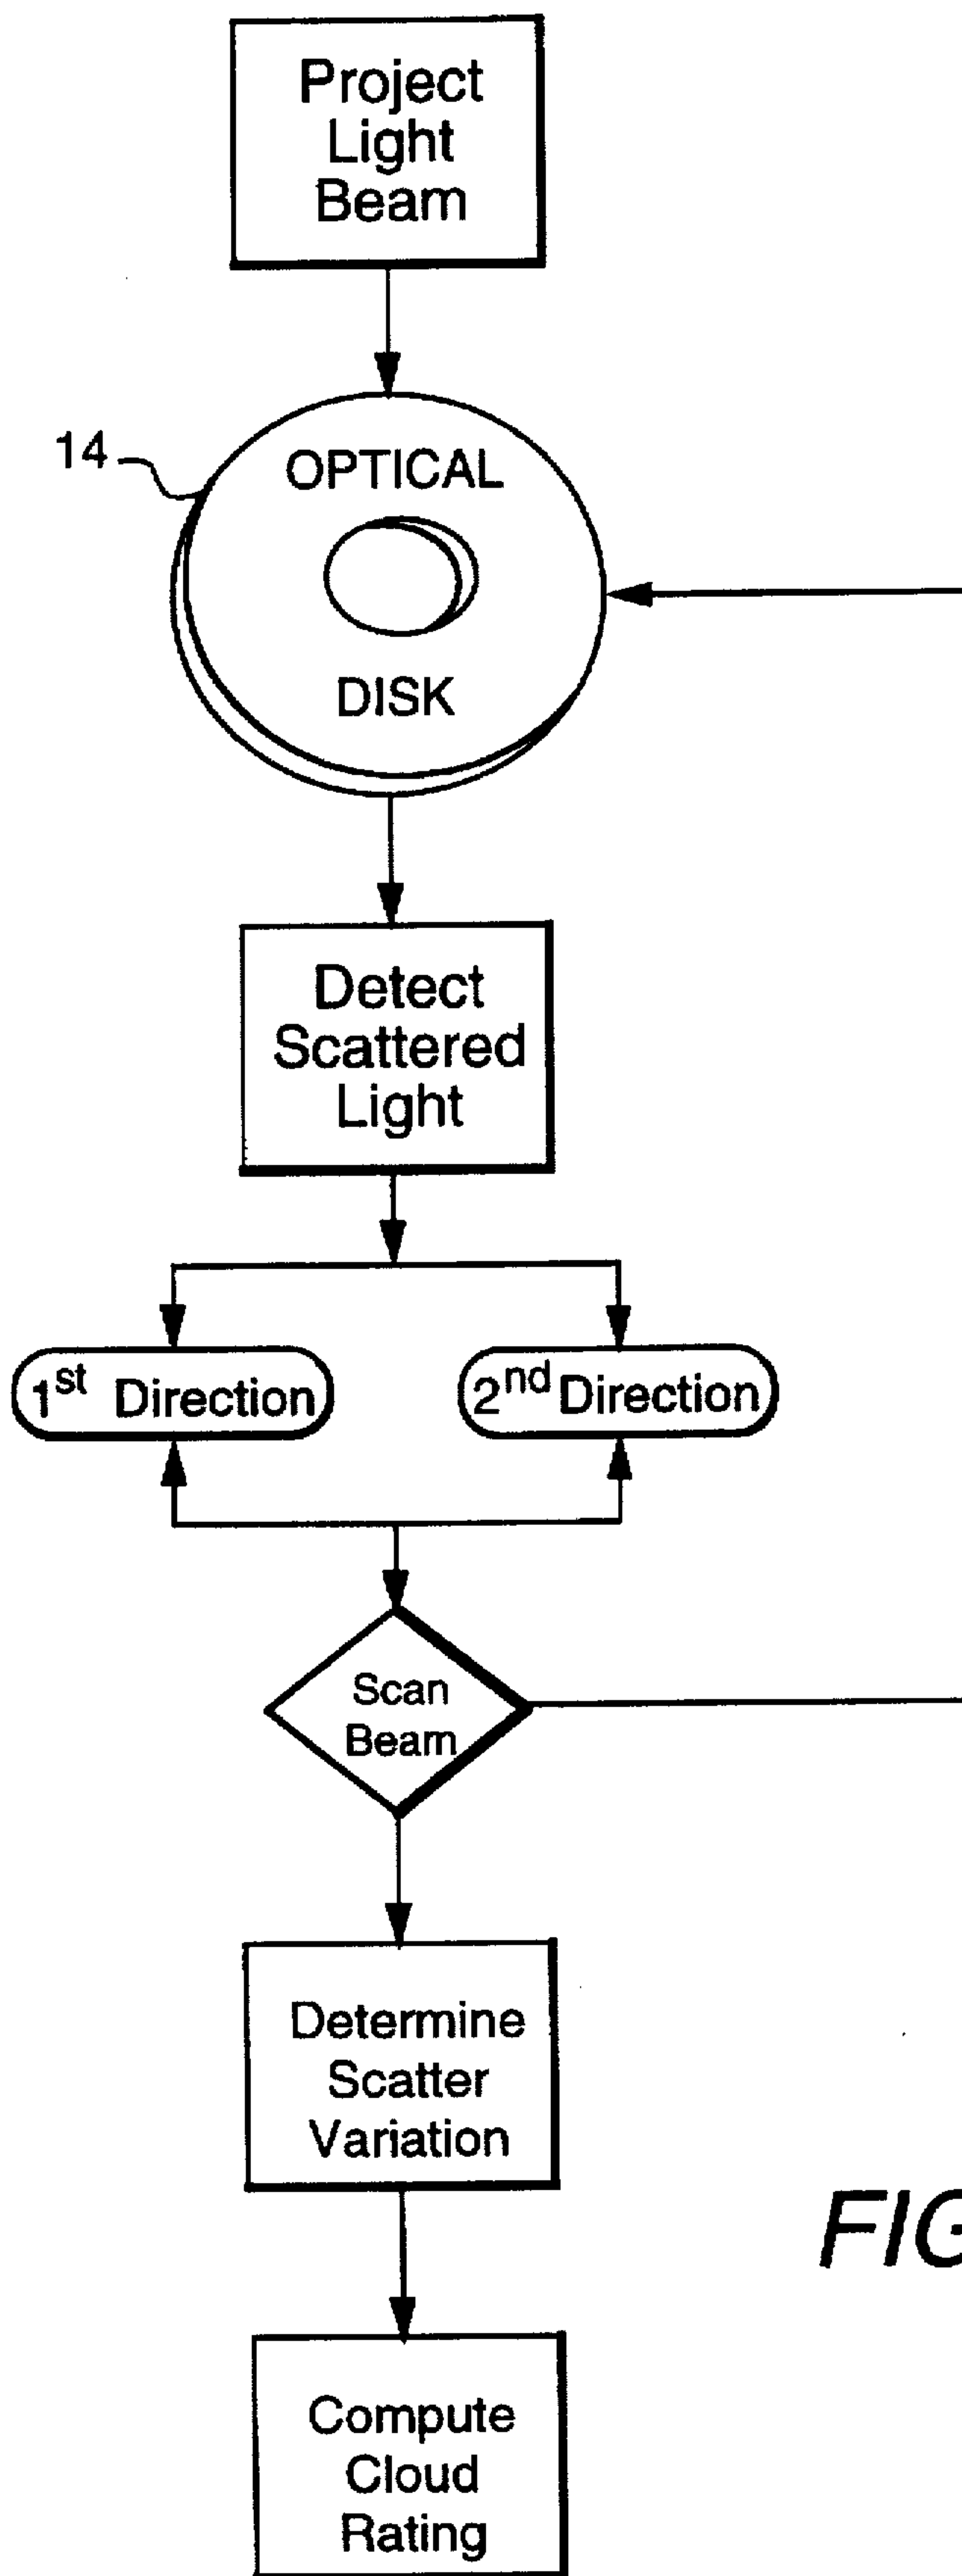 Project
Light
Beam
14
OPTICAL
DISK
Detect
Scattered
Light
1st Direction
2nd Direction
Scan
Beam
Determine
Scatter
Variation
FIG
Compute
Cloud
Rating